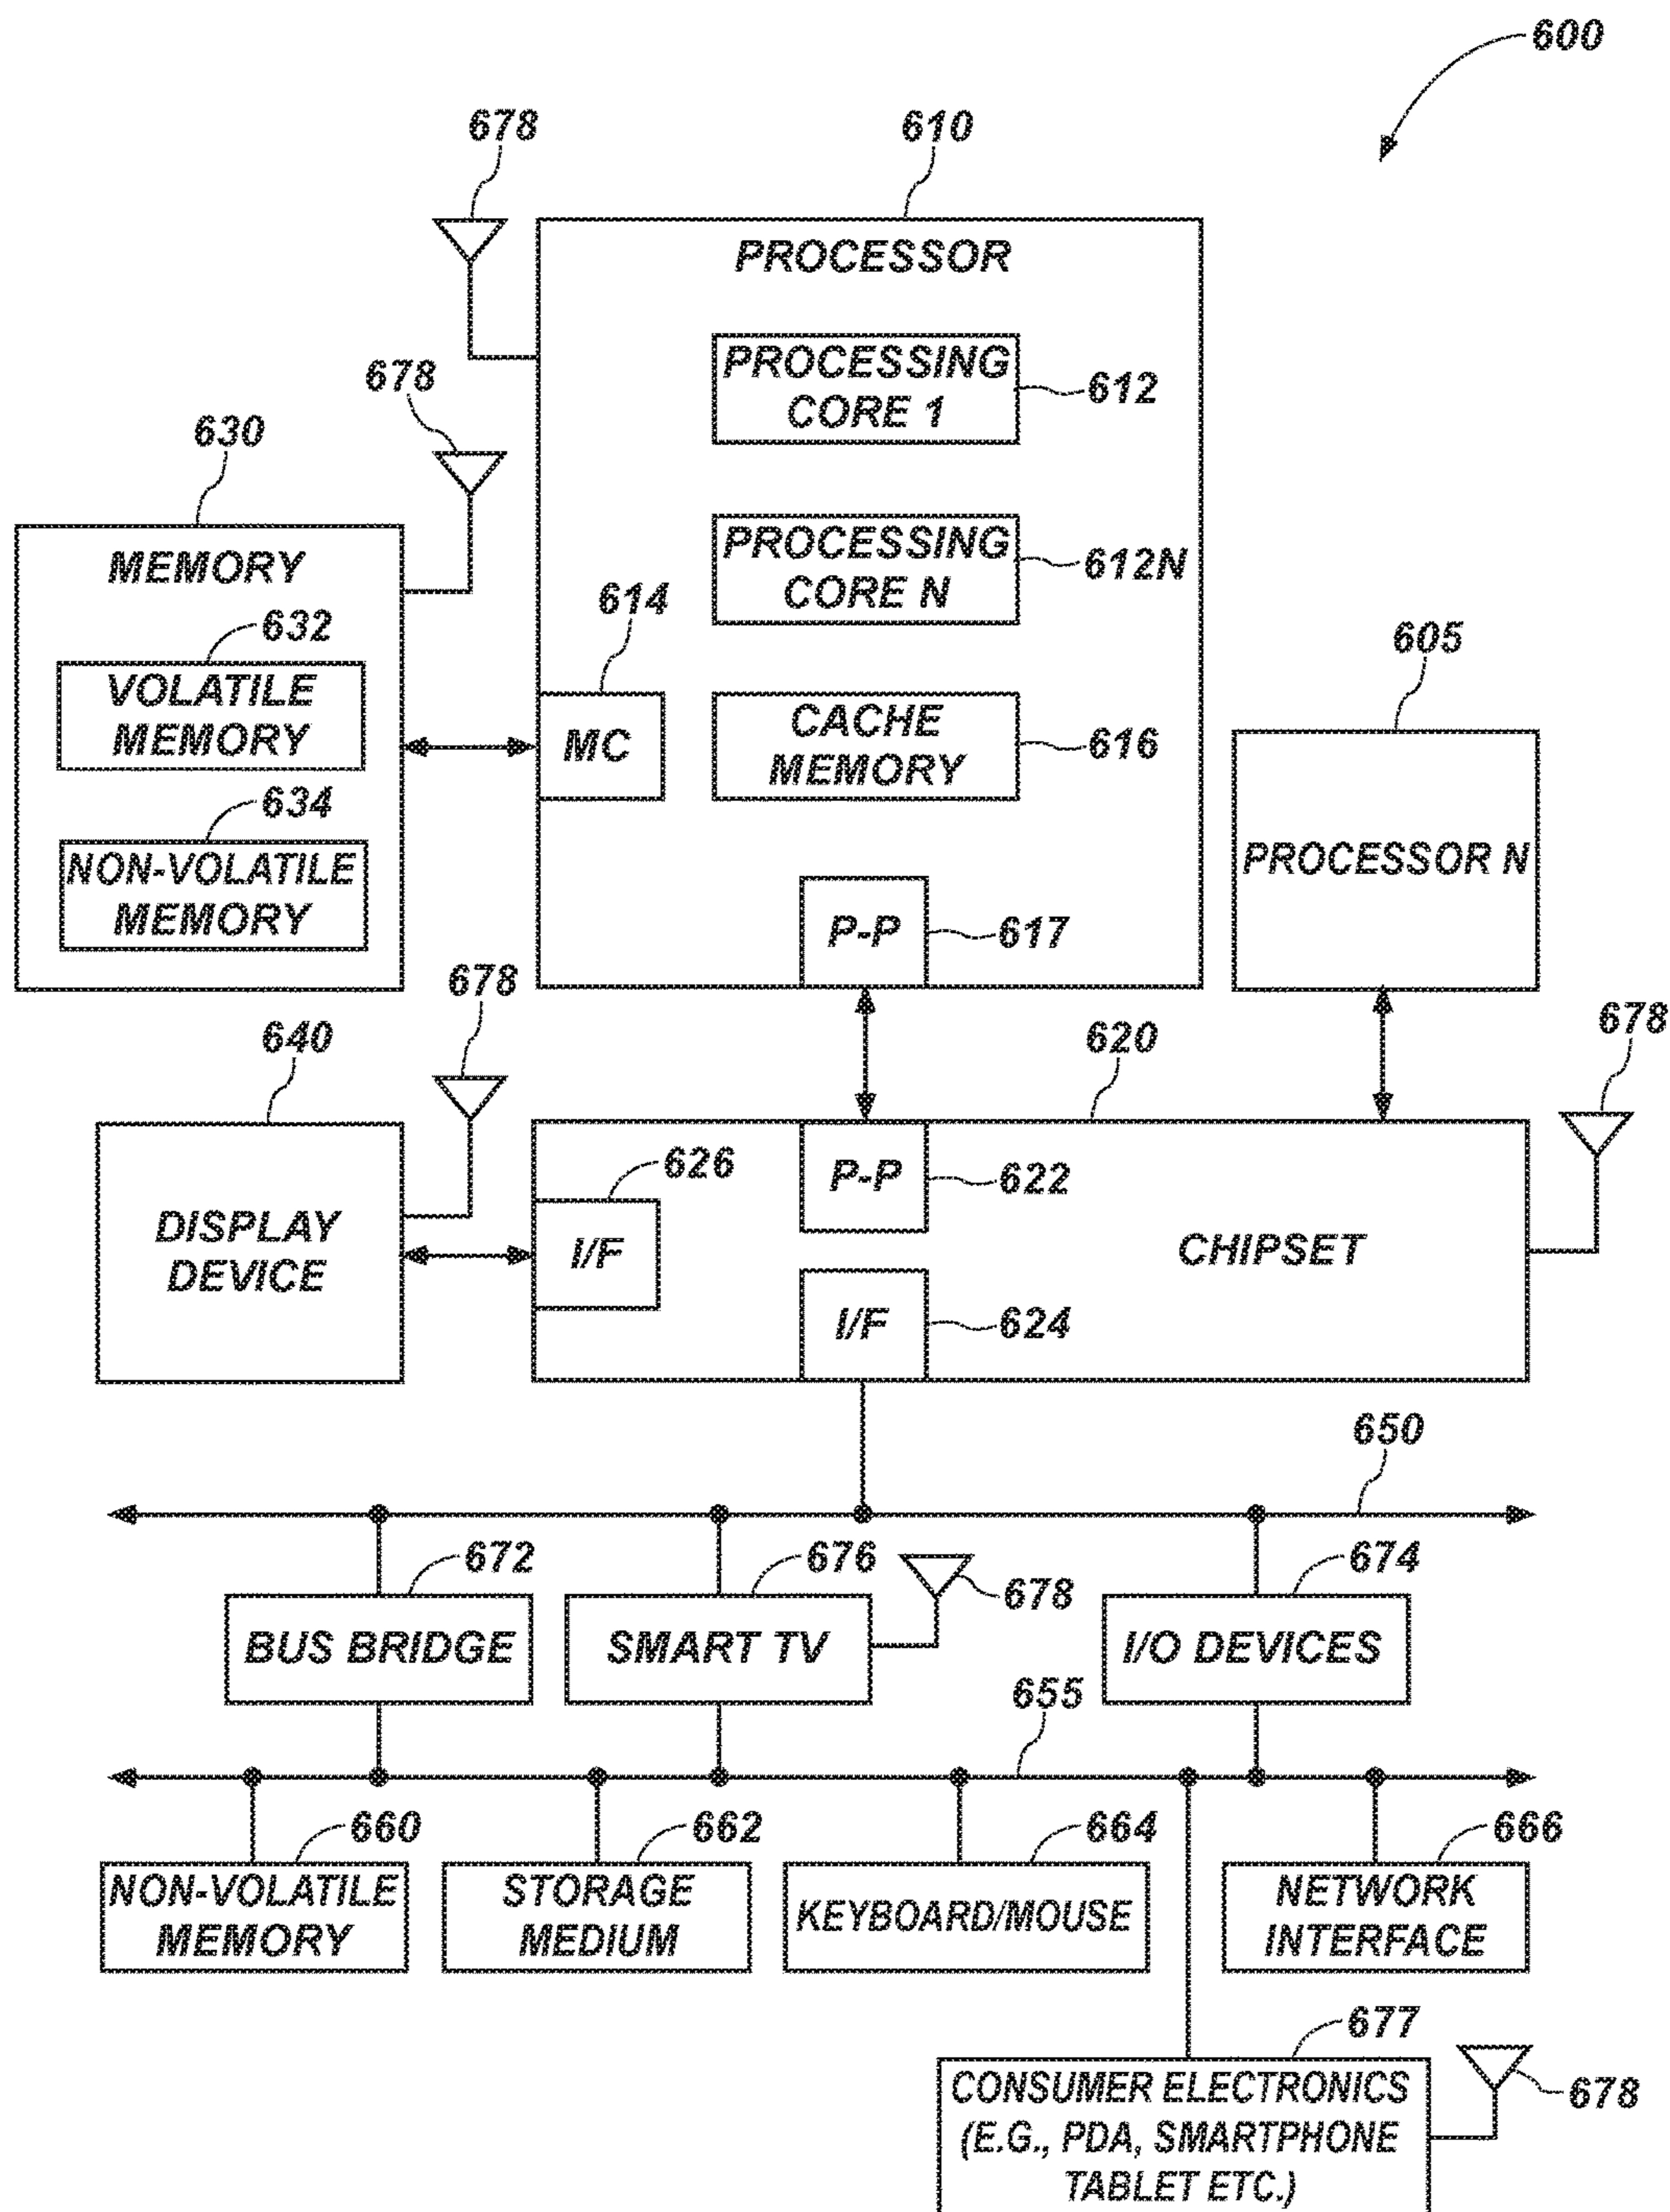 600
678
610
PROCESSOR
PROCESSING
CORE 1
612
678
630
MEMORY
PROCESSING
CORE N
612N
614
632
VOLATILE
MEMORY
MC
CACHE
MEMORY
616
605
PROCESSOR N
634
NON-VOLATILE
MEMORY
P-P
617
678
640
620
678
DISPLAY
DEVICE
626
I/F
P-P
622
CHIPSET
I/F
624
650
672
676
678
674
BUS BRIDGE
SMART TV
I/O DEVICES
655
660
662
664
666
NON-VOLATILE
MEMORY
STORAGE
MEDIUM
KEYBOARD/MOUSE
NETWORK
INTERFACE
677
CONSUMER ELECTRONICS
(E.G., PDA, SMARTPHONE
TABLET ETC.)
678